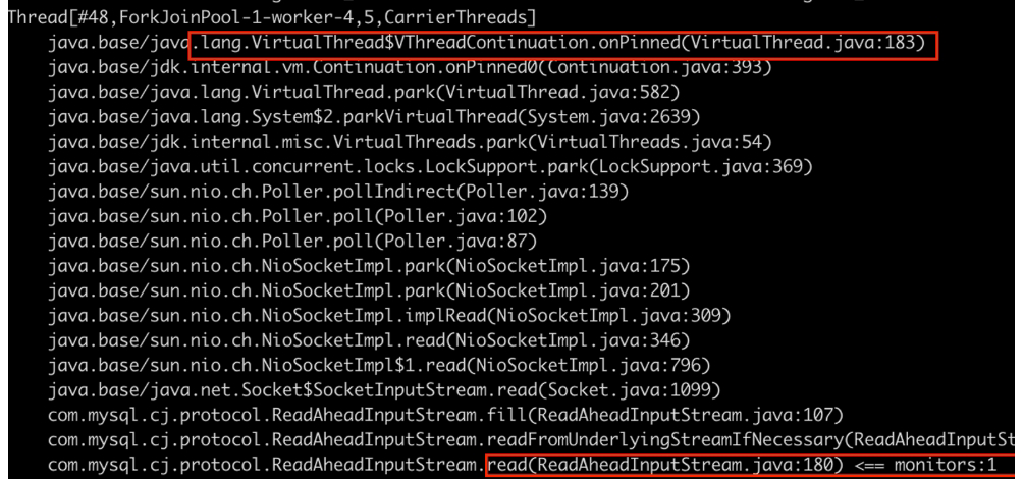 Thread[#48,ForkJoinPool-1-worker-4,5,CarrierThreads]
java.base/java.lang.VirtualThread$VThreadContinuation.onPinned(VirtualThread.java:183)
java.base/jdk.internal.vm.Continuation.onPinned0(Continuation.java:393)
java.base/java.lang.VirtualThread.park(VirtualThread.java:582)
java.base/java.lang.System$2.parkVirtualThread(System.java:2639)
java.base/jdk.internal.misc.VirtualThreads.park(VirtualThreads.java:54)
java.base/java.util.concurrent.locks.LockSupport.park(LockSupport.java:369)
java.base/sun.nio.ch.Poller.pollIndirect(Poller.java:139)
java.base/sun.nio.ch.Poller.poll(Poller.java:102)
java.base/sun.nio.ch.Poller.poll(Poller.java:87)
java.base/sun.nio.ch.NioSocketImpl.park(NioSocketImpl.java:175)
java.base/sun.nio.ch.NioSocketImpl.park(NioSocketImpl.java:201)
java.base/sun.nio.ch.NioSocketImpl.implRead(NioSocketImpl.java:309)
java.base/sun.nio.ch.NioSocketImpl.read(NioSocketImpl.java:346)
java.base/sun.nio.ch.NioSocketImpl$1.read(NioSocketImpl.java:796)
java.base/java.net.Socket$SocketInputStream.read(Socket.java:1099)
com.mysql.cj.protocol.ReadAheadInputStream.fill(ReadAheadInputStream.java:107)
com.mysql.cj.protocol.ReadAheadInputStream.readFromUnderlyingStreamIfNecessary(ReadAheadInputSt
com.mysql.cj.protocol.ReadAheadInputStream.read(ReadAheadInputStream.java:180) <== monitors:1